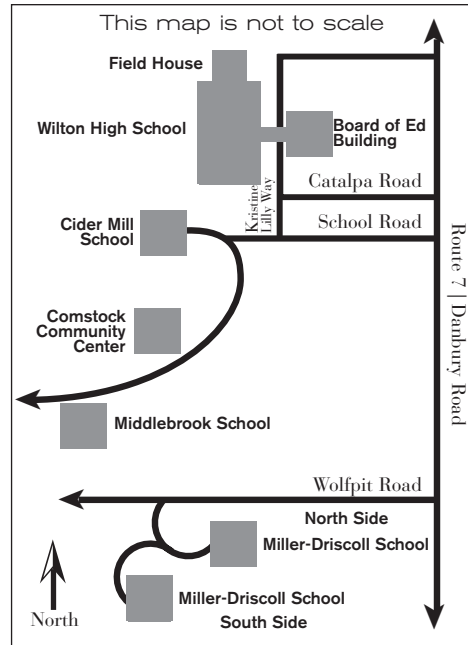 This map is not to scale
Field House
Wilton High School
Board of Ed
Building
Catalpa Road
Kristine
Lilly Way
School Road
Cider Mill
School
Route 7 | Danbury Road
Comstock
Community
Center
Middlebrook School
Wolfpit Road
North Side
Miller-Driscoll School
Miller-Driscoll School
South Side
North